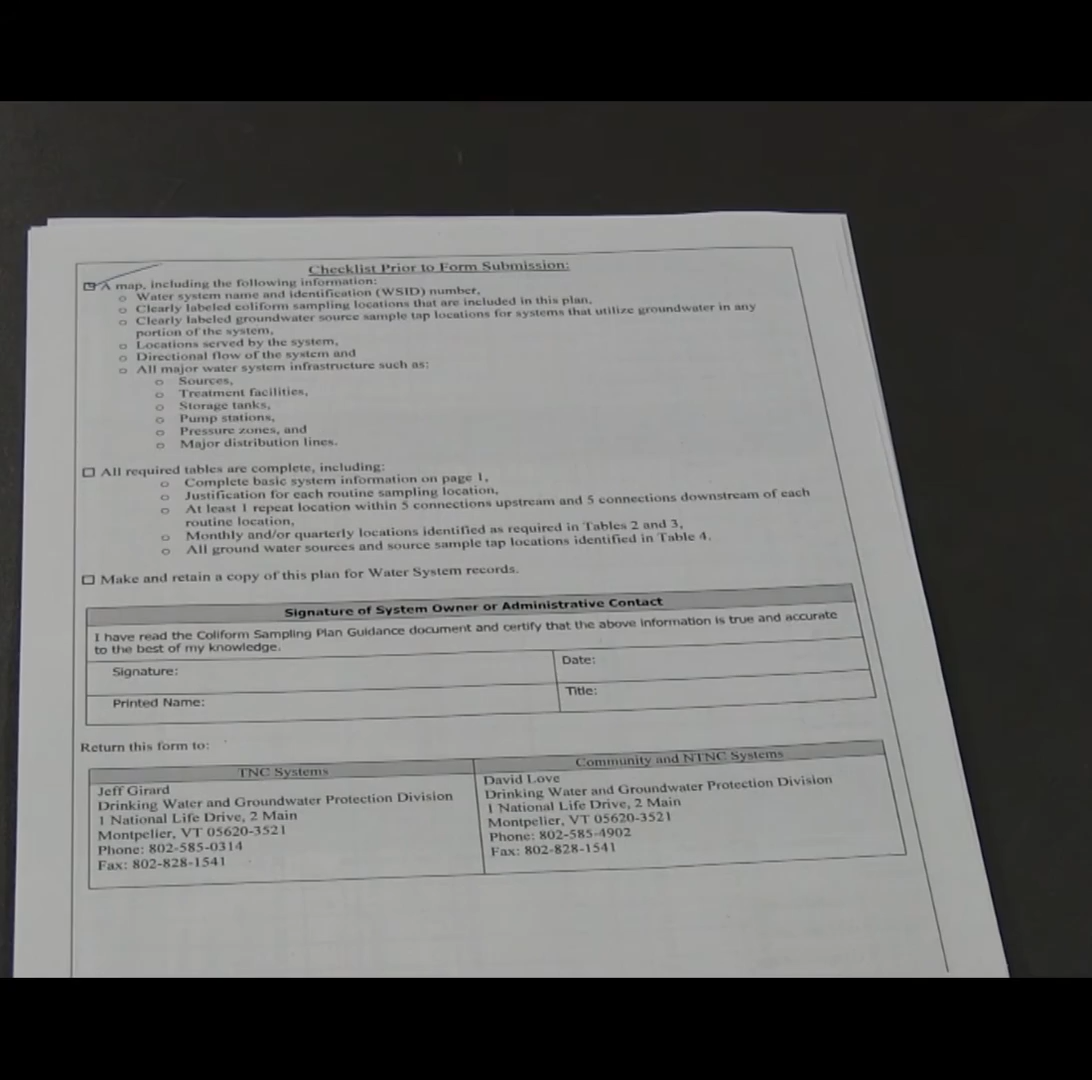 Checklist Prior to Form Submission:
A map, including the following information:
o Water system name and identification (WSID) number,
o Clearly labeled coliform sampling locations that are included in this plan,
o Clearly labeled groundwater source sample tap locations for systems that utilize groundwater in any
portion of the system,
o Locations served by the system,
o Directional flow of the system and
o All major water system infrastructure such as:
o Sources,
o Treatment facilities,
o Storage tanks,
o Pump stations,
o Pressure zones, and
o Major distribution lines.
☐ All required tables are complete, including:
o Complete basic system information on page 1,
o Justification for each routine sampling location,
o At least 1 repeat location within 5 connections upstream and 5 connections downstream of each
routine location,
o Monthly and/or quarterly locations identified as required in Tables 2 and 3,
o All ground water sources and source sample tap locations identified in Table 4.
☐ Make and retain a copy of this plan for Water System records.
Signature of System Owner or Administrative Contact
I have read the Coliform Sampling Plan Guidance document and certify that the above information is true and accurate
to the best of my knowledge.
Signature:
Date:
Printed Name:
Title:
Return this form to:
TNC Systems
Jeff Girard
Drinking Water and Groundwater Protection Division
1 National Life Drive, 2 Main
Montpelier, VT 05620-3521
Phone: 802-585-0314
Fax: 802-828-1541
Community and NTNC Systems
David Love
Drinking Water and Groundwater Protection Division
1 National Life Drive, 2 Main
Montpelier, VT 05620-3521
Phone: 802-585-4902
Fax: 802-828-1541